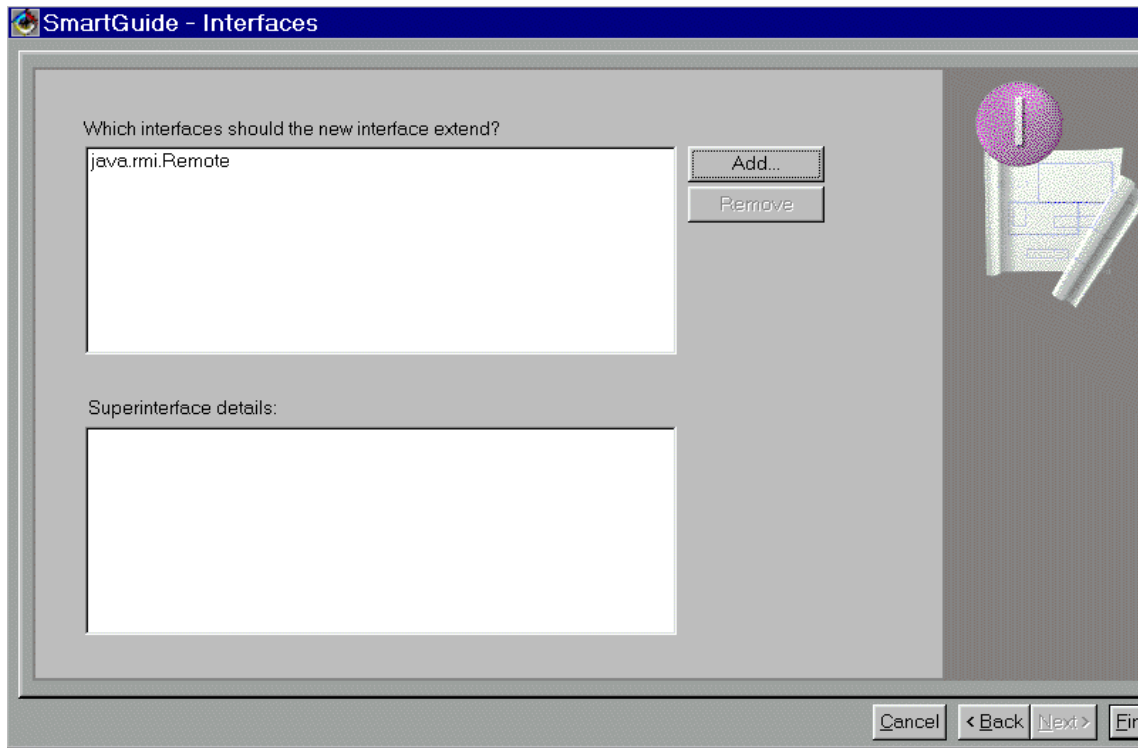 SmartGuide - Interfaces
Which interfaces should the new interface extend?
java.rmi.Remote
Add...
Remove
Superinterface details:
Cancel
< Back
Next >